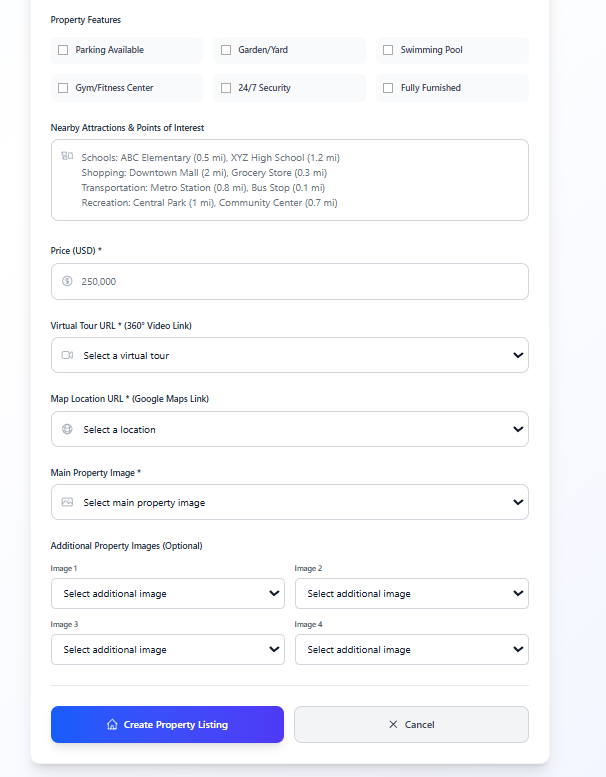 Property Features
Parking Available
Garden/Yard
Swimming Pool
Gym/Fitness Center
24/7 Security
Fully Furnished
Nearby Attractions & Points of Interest
Schools: ABC Elementary (0.5 mi), XYZ High School (1.2 mi)
Shopping: Downtown Mall (2 mi), Grocery Store (0.3 mi)
Transportation: Metro Station (0.8 mi), Bus Stop (0.1 mi)
Recreation: Central Park (1 mi), Community Center (0.7 mi)
Price (USD) *
250,000
Virtual Tour URL * (360° Video Link)
Select a virtual tour
Map Location URL * (Google Maps Link)
Select a location
Main Property Image *
Select main property image
Additional Property Images (Optional)
Image 1
Image 2
Select additional image
Select additional image
Image 3
Image 4
Select additional image
Select additional image
Create Property Listing
Cancel